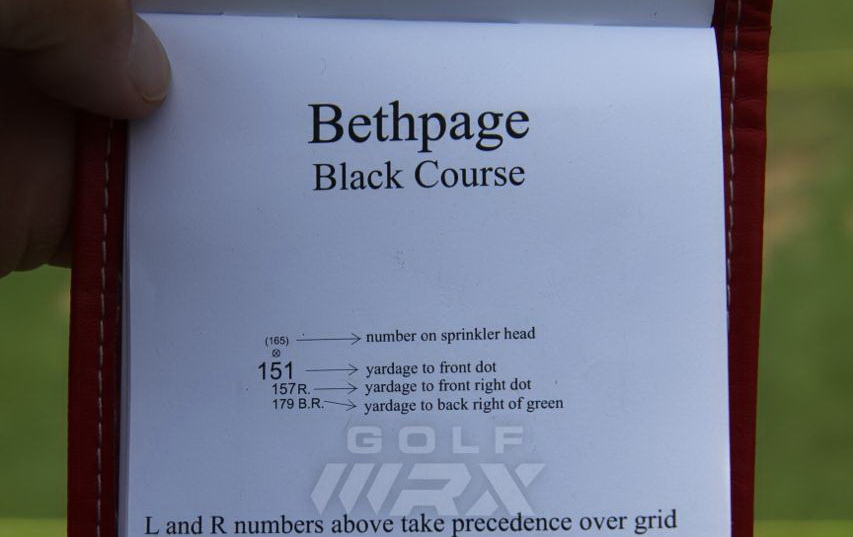 Bethpage
Black Course
(165) number on sprinkler head
151 yardage to front dot
157R. yardage to front right dot
179 B.R. yardage to back right of green
GOLF
WRX
L and R numbers above take precedence over grid